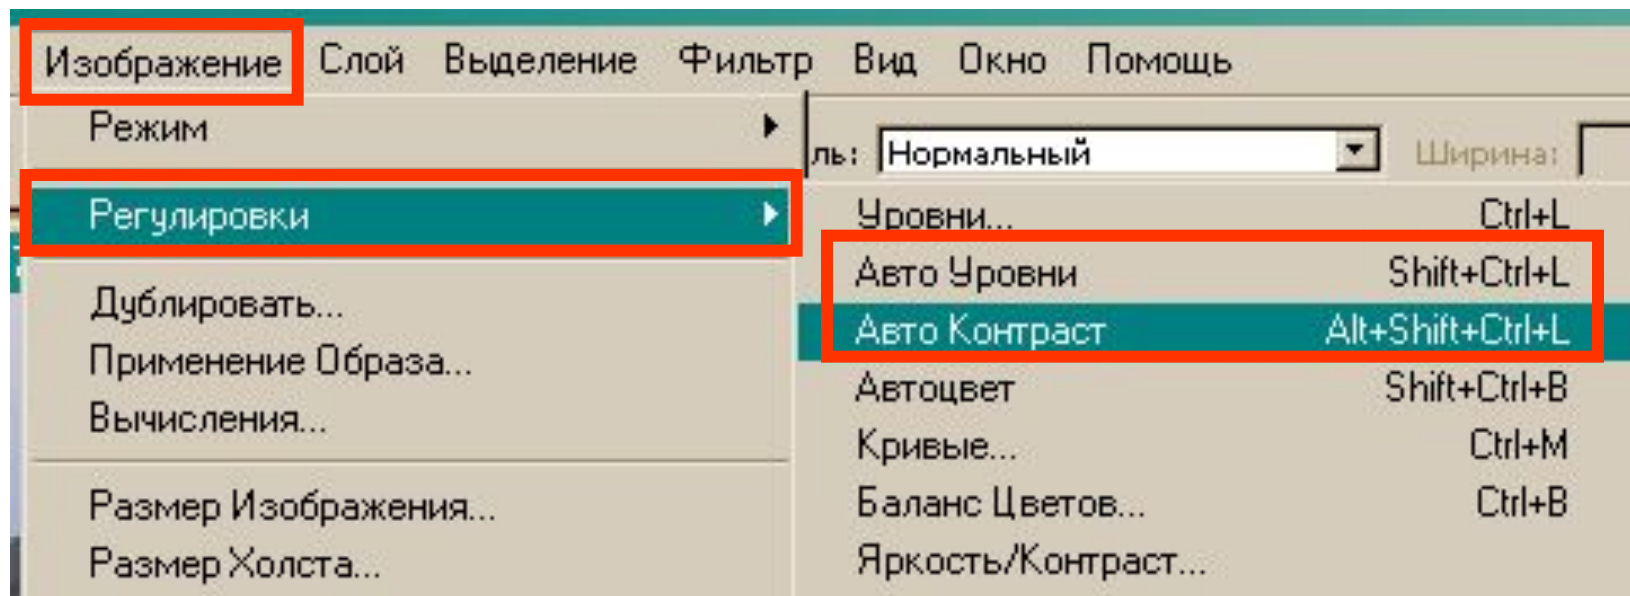 Изображение Слой Выделение Фильтр Вид Окно Помощь
Режим
ль: Нормальный Ширина:
Регулировки
Дублировать...
Применение Образа...
Вычисления...
Размер Изображения...
Размер Холста...
Уровни... Ctrl+L
Авто Уровни Shift+Ctrl+L
Авто Контраст Alt+Shift+Ctrl+L
Автоцвет Shift+Ctrl+B
Кривые... Ctrl+M
Баланс Цветов... Ctrl+B
Яркость/Контраст...